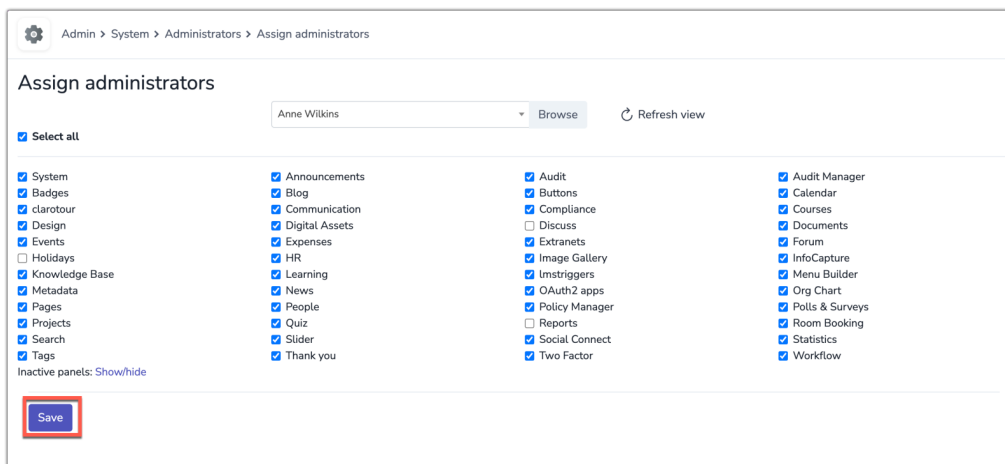 Admin > System > Administrators > Assign administrators
Assign administrators
Anne Wilkins Browse Refresh view
Select all
System Announcements Audit Audit Manager
Badges Blog Buttons Calendar
clarotour Communication Compliance Courses
Design Digital Assets Discuss Documents
Events Expenses Extranets Forum
Holidays HR Image Gallery InfoCapture
Knowledge Base Learning lmstriggers Menu Builder
Metadata News OAuth2 apps Org Chart
Pages People Policy Manager Polls & Surveys
Projects Quiz Reports Room Booking
Search Slider Social Connect Statistics
Tags Thank you Two Factor Workflow
Inactive panels: Show/hide
Save